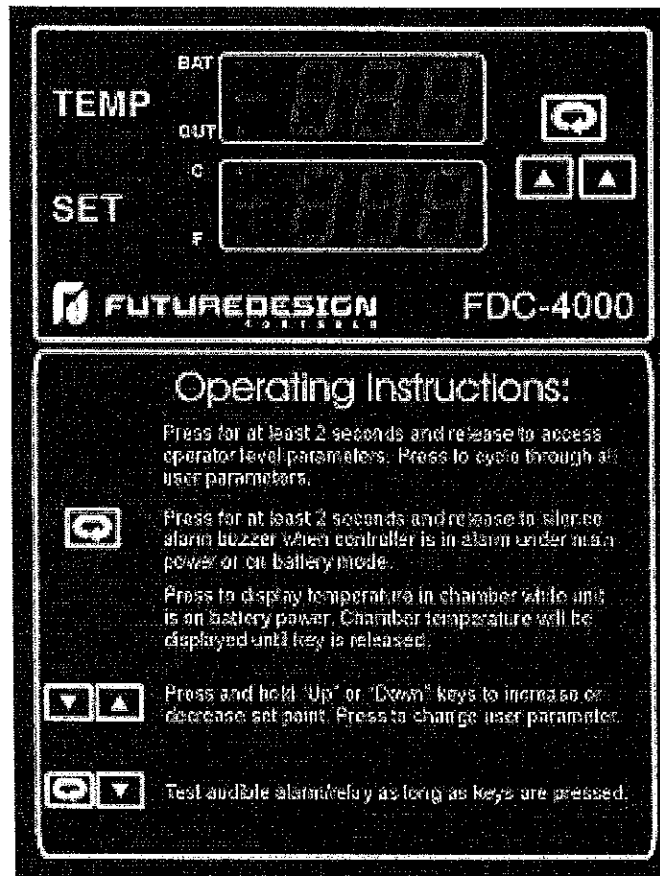 BAT
TEMP
OUT
C
SET
F
FUTUREDESIGN
CONTROLS
FDC-4000
Operating Instructions:
Press for at least 2 seconds and release to access
operator level parameters. Press to cycle through all
user parameters.
Press for at least 2 seconds and release to silence
alarm buzzer when controller is in alarm under main
power or on battery mode.
Press to display temperature in chamber while unit
is on battery power. Chamber temperature will be
displayed until key is released.
Press and hold "Up" or "Down" keys to increase or
decrease set point. Press to change user parameter.
Test audible alarm/relay as long as keys are pressed.